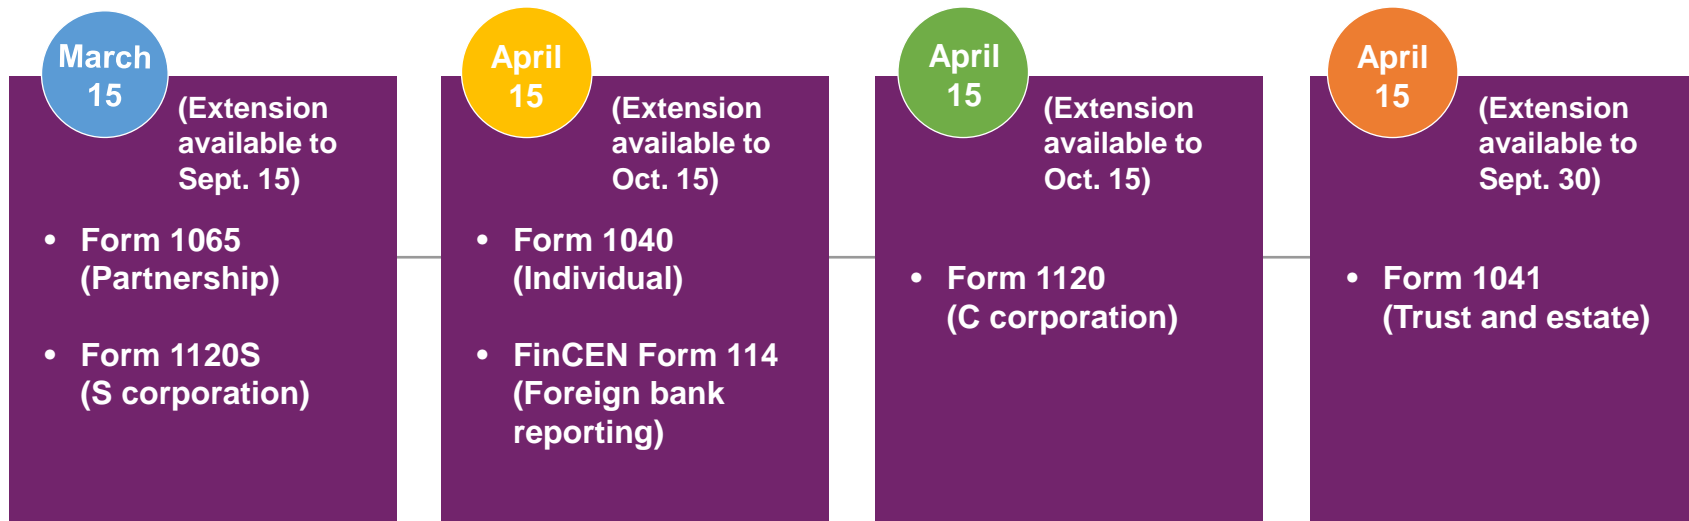 March
15
(Extension
available to
Sept. 15)
• Form 1065
(Partnership)
• Form 1120S
(S corporation)
April
15
(Extension
available to
Oct. 15)
• Form 1040
(Individual)
• FinCEN Form 114
(Foreign bank
reporting)
April
15
(Extension
available to
Oct. 15)
• Form 1120
(C corporation)
April
15
(Extension
available to
Sept. 30)
• Form 1041
(Trust and estate)